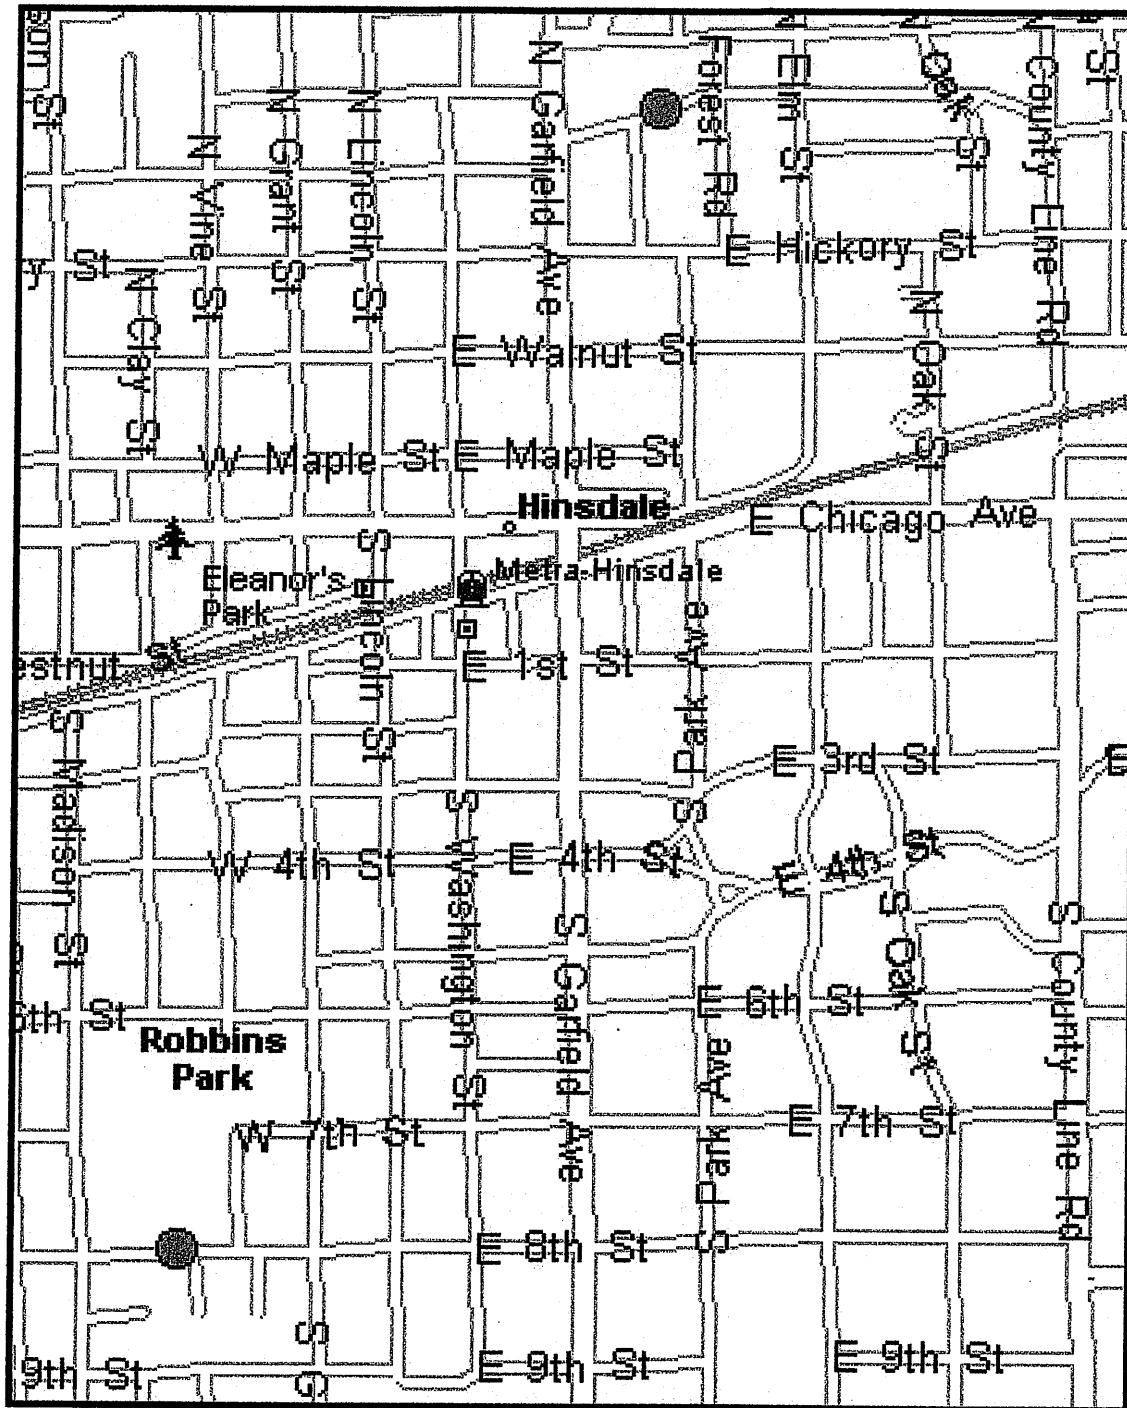 son St
N Vine St
N Grant St
N Lincoln St
N Garfield Ave
Forest Rd
N Elm St
N Oak St
N County Line Rd
St
y St
N Clay St
E Hickory St
N Oak St
E Walnut St
W Maple St
E Maple St
Hinsdale
E Chicago Ave
Metra-Hinsdale
Eleanor's
Park
S Lincoln St
estnut St
E 1st St
S Park Ave
S Madison St
E 3rd St
E
S Washington St
W 4th St
E 4th St
E 4th St
S Garfield Ave
S Oak St
S County Line Rd
6th St
E 6th St
Robbins
Park
W 7th St
E 7th St
S Park Ave
E 8th St
S G
9th St
E 9th St
E 9th St